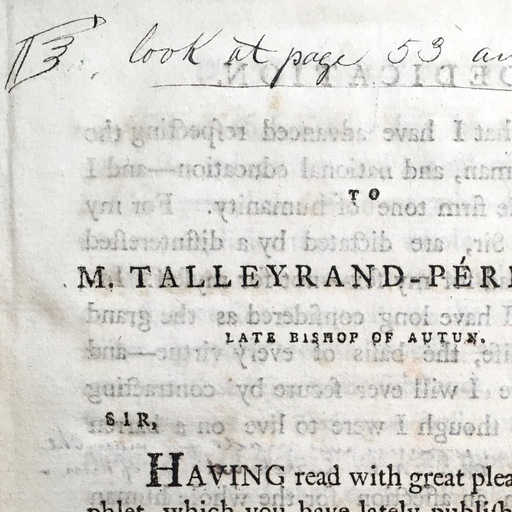 look at page 53 an
TO
M. TALLEYRAND-PÉRI
LATE BISHOP OF AUTUN.
SIR,
HAVING read with great plea
phlet, which you have lately publiſh